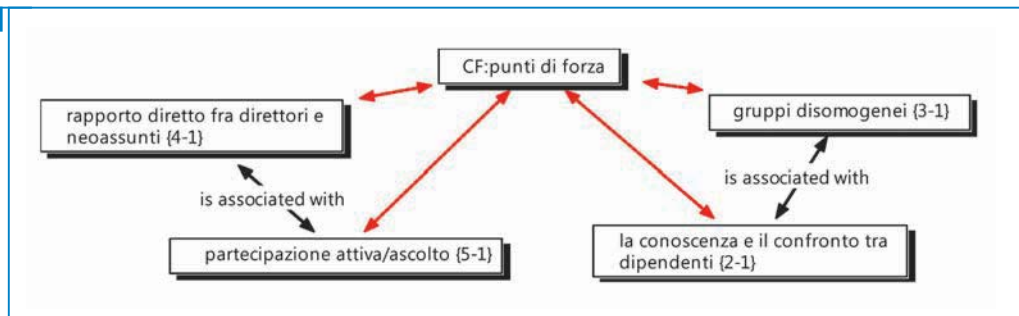 CF:punti di forza
rapporto diretto fra direttori e
neoassunti {4-1}
gruppi disomogenei {3-1}
is associated with
is associated with
partecipazione attiva/ascolto {5-1}
la conoscenza e il confronto tra
dipendenti {2-1}